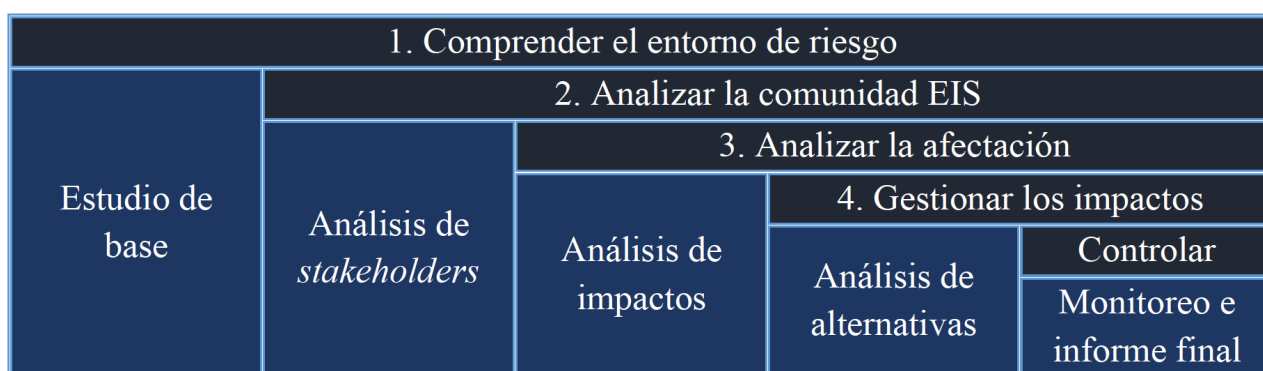 1. Comprender el entorno de riesgo
2. Analizar la comunidad EIS
3. Analizar la afectación
4. Gestionar los impactos
Estudio de
base
Análisis de
stakeholders
Análisis de
impactos
Análisis de
alternativas
Controlar
Monitoreo e
informe final